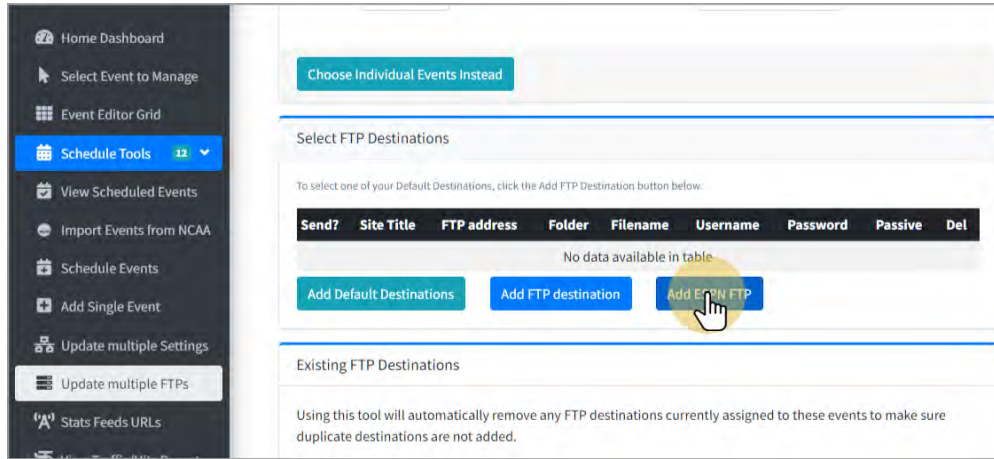 Home Dashboard
Select Event to Manage
Event Editor Grid
Schedule Tools 12
View Scheduled Events
Import Events from NCAA
Schedule Events
Add Single Event
Update multiple Settings
Update multiple FTPs
Stats Feeds URLs
Choose Individual Events Instead
Select FTP Destinations
To select one of your Default Destinations, click the Add FTP Destination button below.
Send? Site Title FTP address Folder Filename Username Password Passive Del
No data available in table
Add Default Destinations Add FTP destination Add ESPN FTP
Existing FTP Destinations
Using this tool will automatically remove any FTP destinations currently assigned to these events to make sure
duplicate destinations are not added.